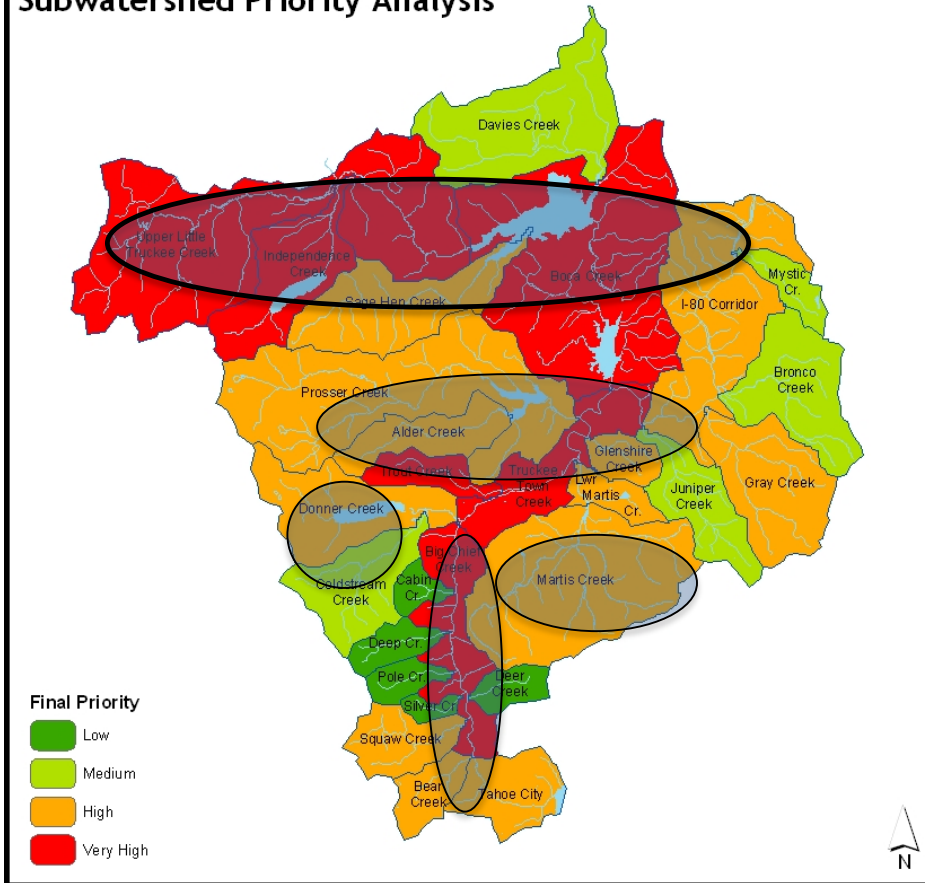 Subwatershed Priority Analysis
Davies Creek
Upper Little
Truckee Creek
Independence
Creek
Boca Creek
Mystic
Cr.
Sage Hen Creek
I-80 Corridor
Bronco
Creek
Prosser Creek
Alder Creek
Glenshire
Creek
Trout Creek
Truckee
Town
Creek
Lwr
Martis
Cr.
Juniper
Creek
Gray Creek
Donner Creek
Big Chief
Creek
Martis Creek
Coldstream
Creek
Cabin
Cr.
Deep Cr.
Pole Cr.
Deer
Creek
Silver Cr.
Squaw Creek
Bear
Creek
Tahoe City
Final Priority
Low
Medium
High
Very High
N